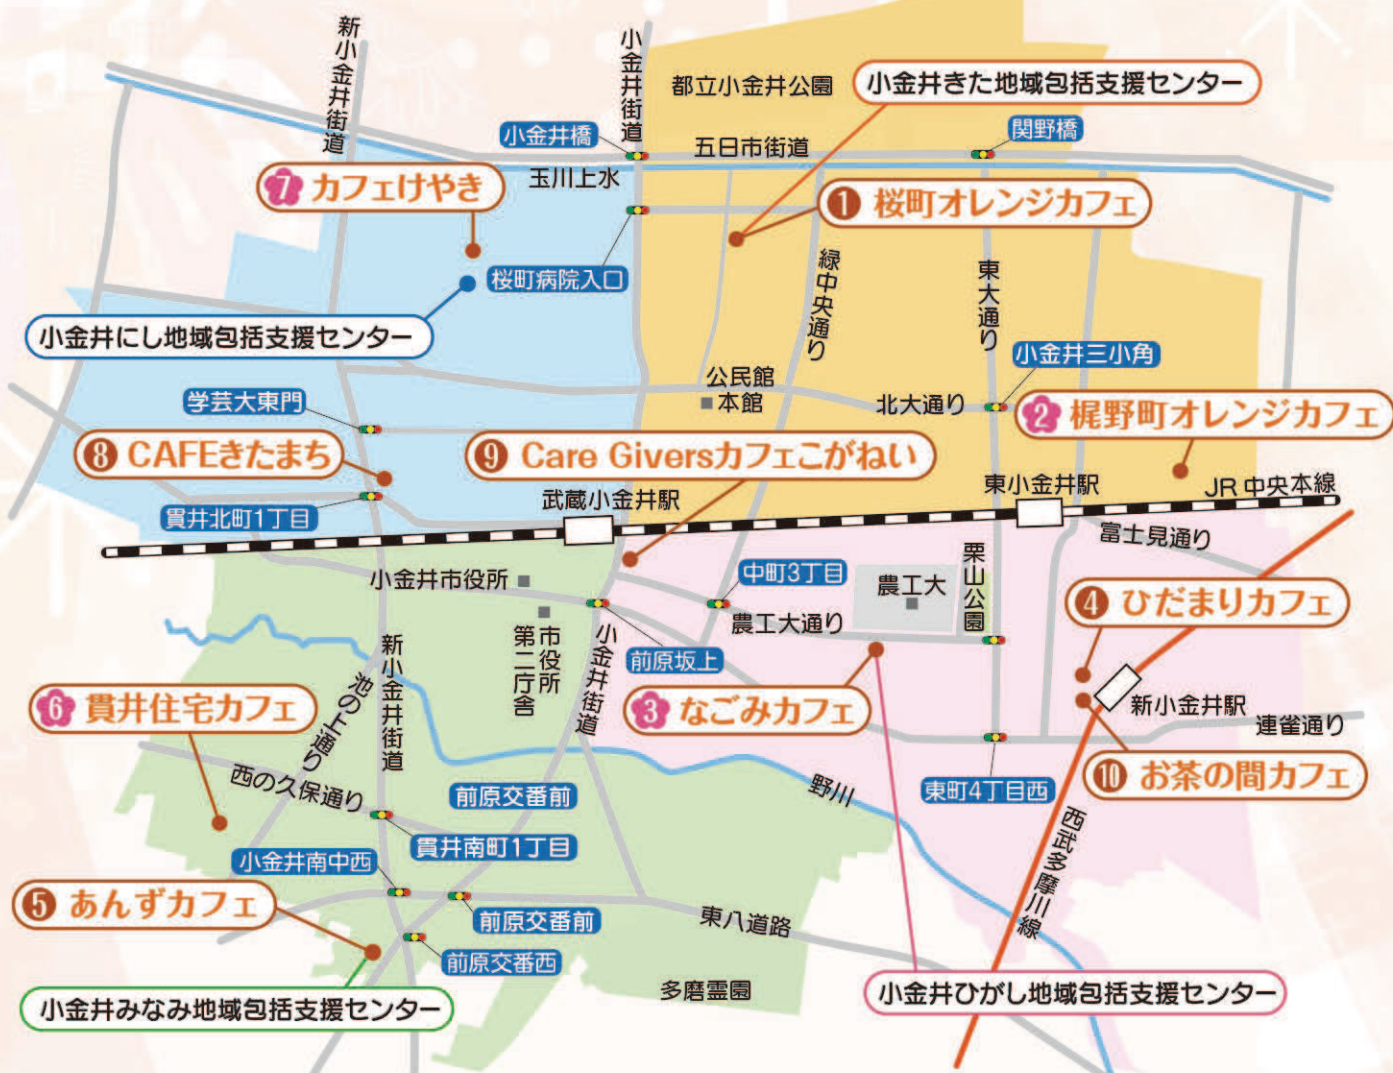 新小金井街道
小金井街道
都立小金井公園
小金井きた地域包括支援センター
小金井橋
五日市街道
関野橋
玉川上水
7 カフェけやき
1 桜町オレンジカフェ
桜町病院入口
緑中央通り
東大通り
小金井にし地域包括支援センター
小金井三小角
公民館
本館
北大通り
学芸大東門
2 梶野町オレンジカフェ
8 CAFEきたまち
9 Care Giversカフェこがねい
武蔵小金井駅
東小金井駅
JR中央本線
貫井北町1丁目
富士見通り
小金井市役所
中町3丁目
農工大
栗山公園
4 ひだまりカフェ
市役所
第二庁舎
小金井街道
前原坂上
農工大通り
新小金井街道
池の上通り
6 貫井住宅カフェ
3 なごみカフェ
新小金井駅
連雀通り
西の久保通り
前原交番前
野川
東町4丁目西
10 お茶の間カフェ
貫井南町1丁目
小金井南中西
西武多摩川線
5 あんずカフェ
前原交番前
東八道路
前原交番西
多磨霊園
小金井みなみ地域包括支援センター
小金井ひがし地域包括支援センター